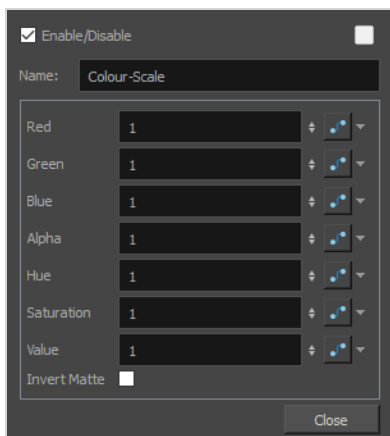 Enable/Disable
Name: Colour-Scale
Red 1
Green 1
Blue 1
Alpha 1
Hue 1
Saturation 1
Value 1
Invert Matte
Close